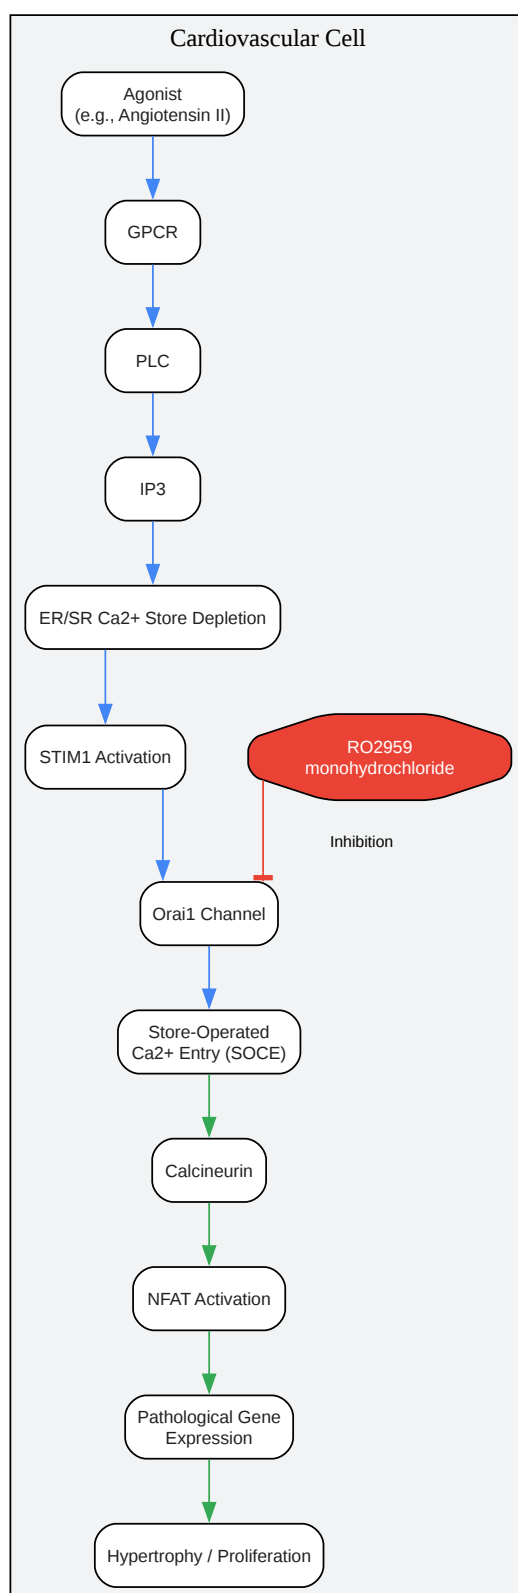 Cardiovascular Cell
Agonist
(e.g., Angiotensin II)
GPCR
PLC
IP3
ER/SR Ca2+ Store Depletion
STIM1 Activation
RO2959
monohydrochloride
Inhibition
Orai1 Channel
Store-Operated
Ca2+ Entry (SOCE)
Calcineurin
NFAT Activation
Pathological Gene
Expression
Hypertrophy / Proliferation